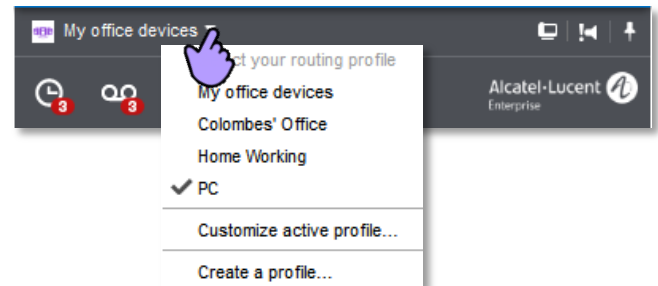 My office devices
ct your routing profile
My office devices
Colombes' Office
Home Working
PC
Customize active profile...
Create a profile...
3
3
Alcatel·Lucent
Enterprise